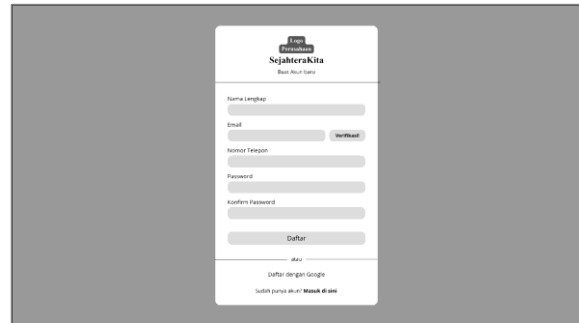 Logo
Perusahaan
SejahteraKita
Buat Akun baru
Nama Lengkap
Email
Verifikasi!
Nomor Telepon
Password
Konfirm Password
Daftar
atau
Daftar dengan Google
Sudah punya akun? Masuk di sini